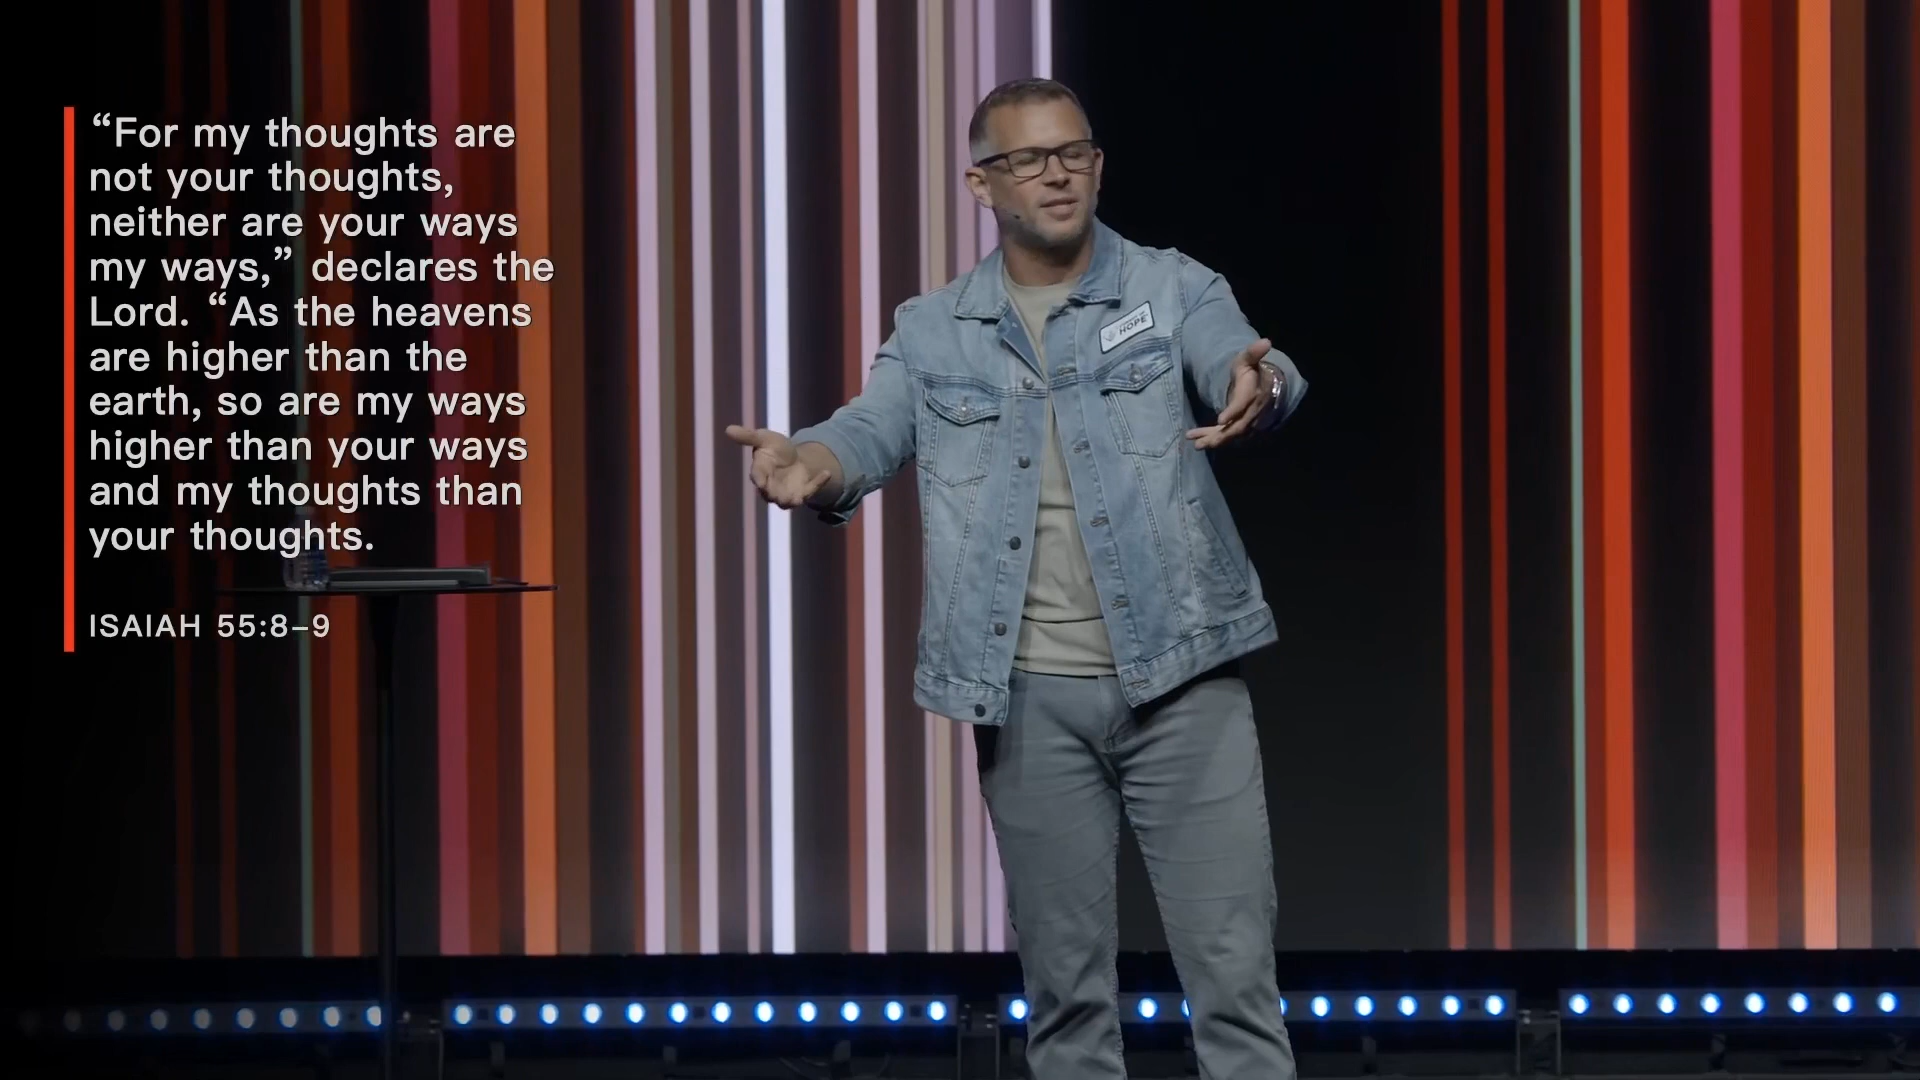 “For my thoughts are
not your thoughts,
neither are your ways
my ways,” declares the
Lord. “As the heavens
are higher than the
earth, so are my ways
higher than your ways
and my thoughts than
your thoughts.
ISAIAH 55:8–9
HOPE